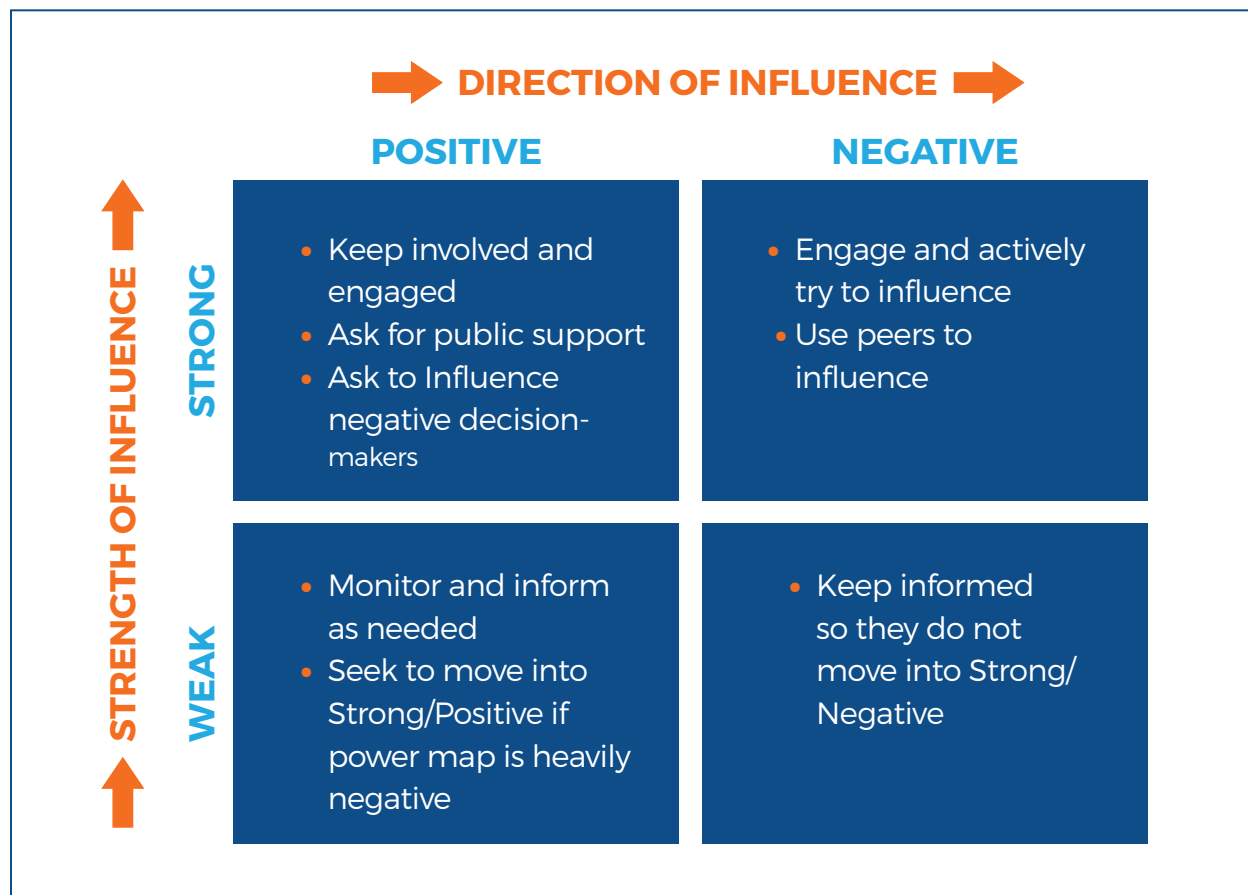 DIRECTION OF INFLUENCE
POSITIVE
NEGATIVE
STRENGTH OF INFLUENCE
STRONG
• Keep involved and
engaged
• Ask for public support
• Ask to Influence
negative decision-
makers
• Engage and actively
try to influence
• Use peers to
influence
WEAK
• Monitor and inform
as needed
• Seek to move into
Strong/Positive if
power map is heavily
negative
• Keep informed
so they do not
move into Strong/
Negative